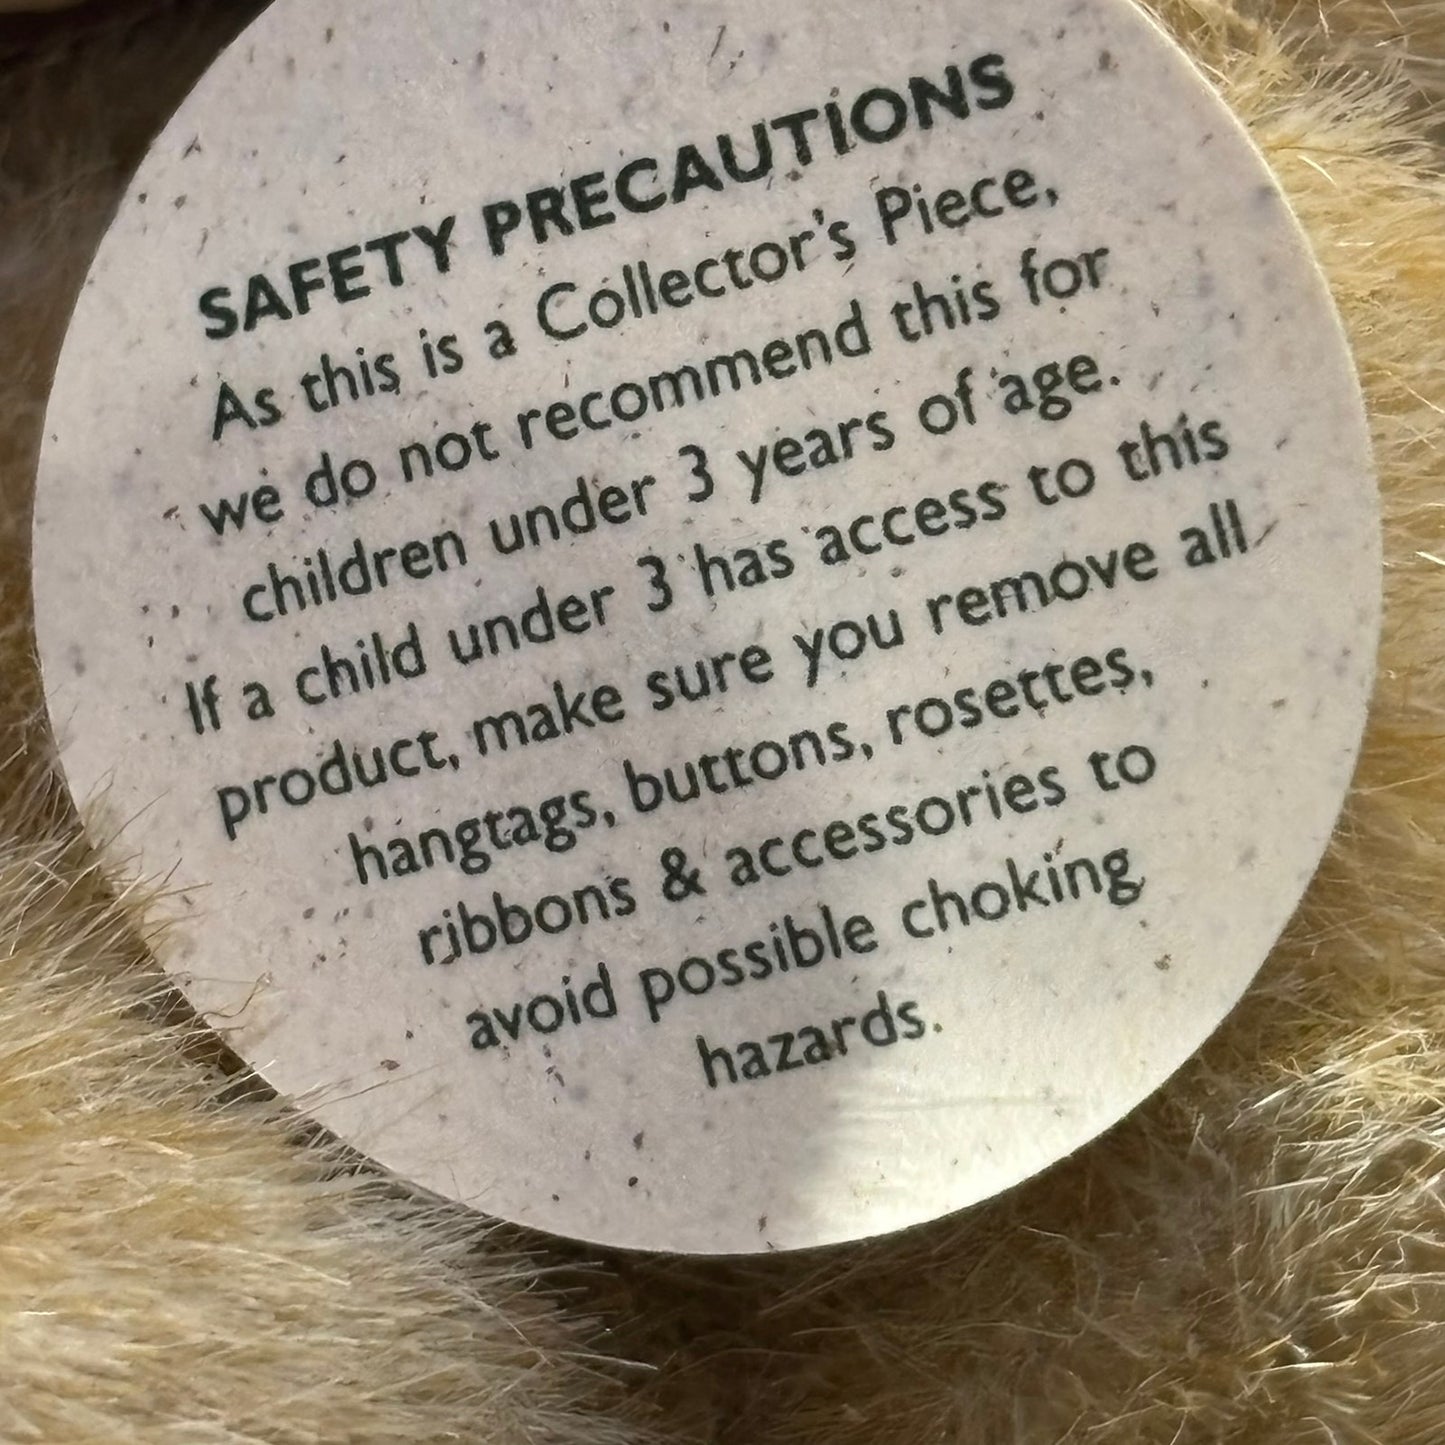 SAFETY PRECAUTIONS
As this is a Collector's Piece,
we do not recommend this for
children under 3 years of age.
If a child under 3 has access to this
product, make sure you remove all
hangtags, buttons, rosettes,
ribbons & accessories to
avoid possible choking
hazards.